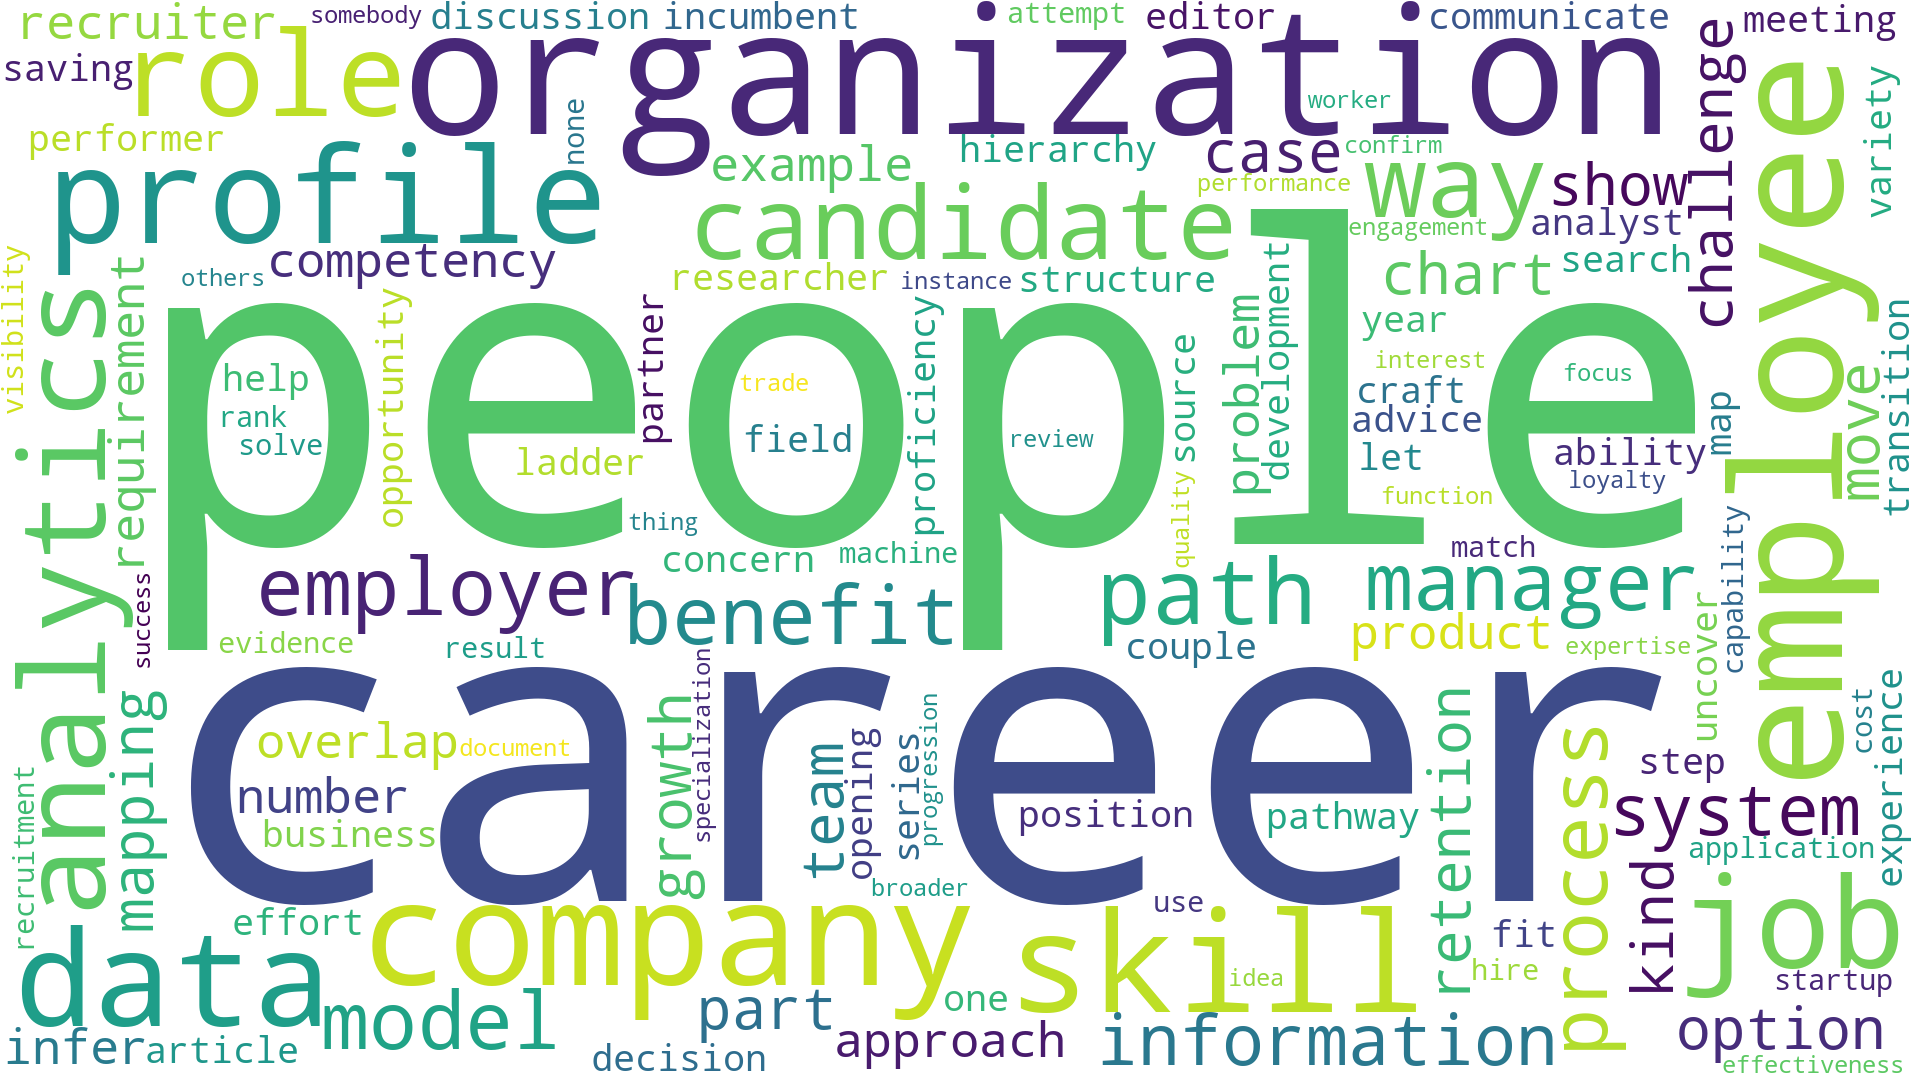 recruiter
somebody
discussion
incumbent
attempt
editor
communicate
meeting
saving
role
organization
challenge
employee
variety
performer
none
worker
profile
example
hierarchy
case
confirm
way
show
performance
candidate
engagement
analyst
visibility
analytics
requirement
others
competency
opportunity
researcher
instance
structure
development
chart
search
people
partner
proficiency
source
problem
year
transition
move
map
help
rank
solve
trade
field
review
interest
focus
craft
advice
let
ability
loyalty
ladder
function
quality
thing
concern
machine
match
capability
success
employer
benefit
path
manager
uncover
evidence
result
couple
product
expertise
career
mapping
growth
specialization
retention
cost
experience
overlap
document
team
opening
series
progression
process
step
number
business
position
pathway
system
application
recruitment
kind
job
effort
company
broader
use
skill
fit
hire
idea
startup
data
model
part
one
information
option
infer
article
decision
approach
effectiveness